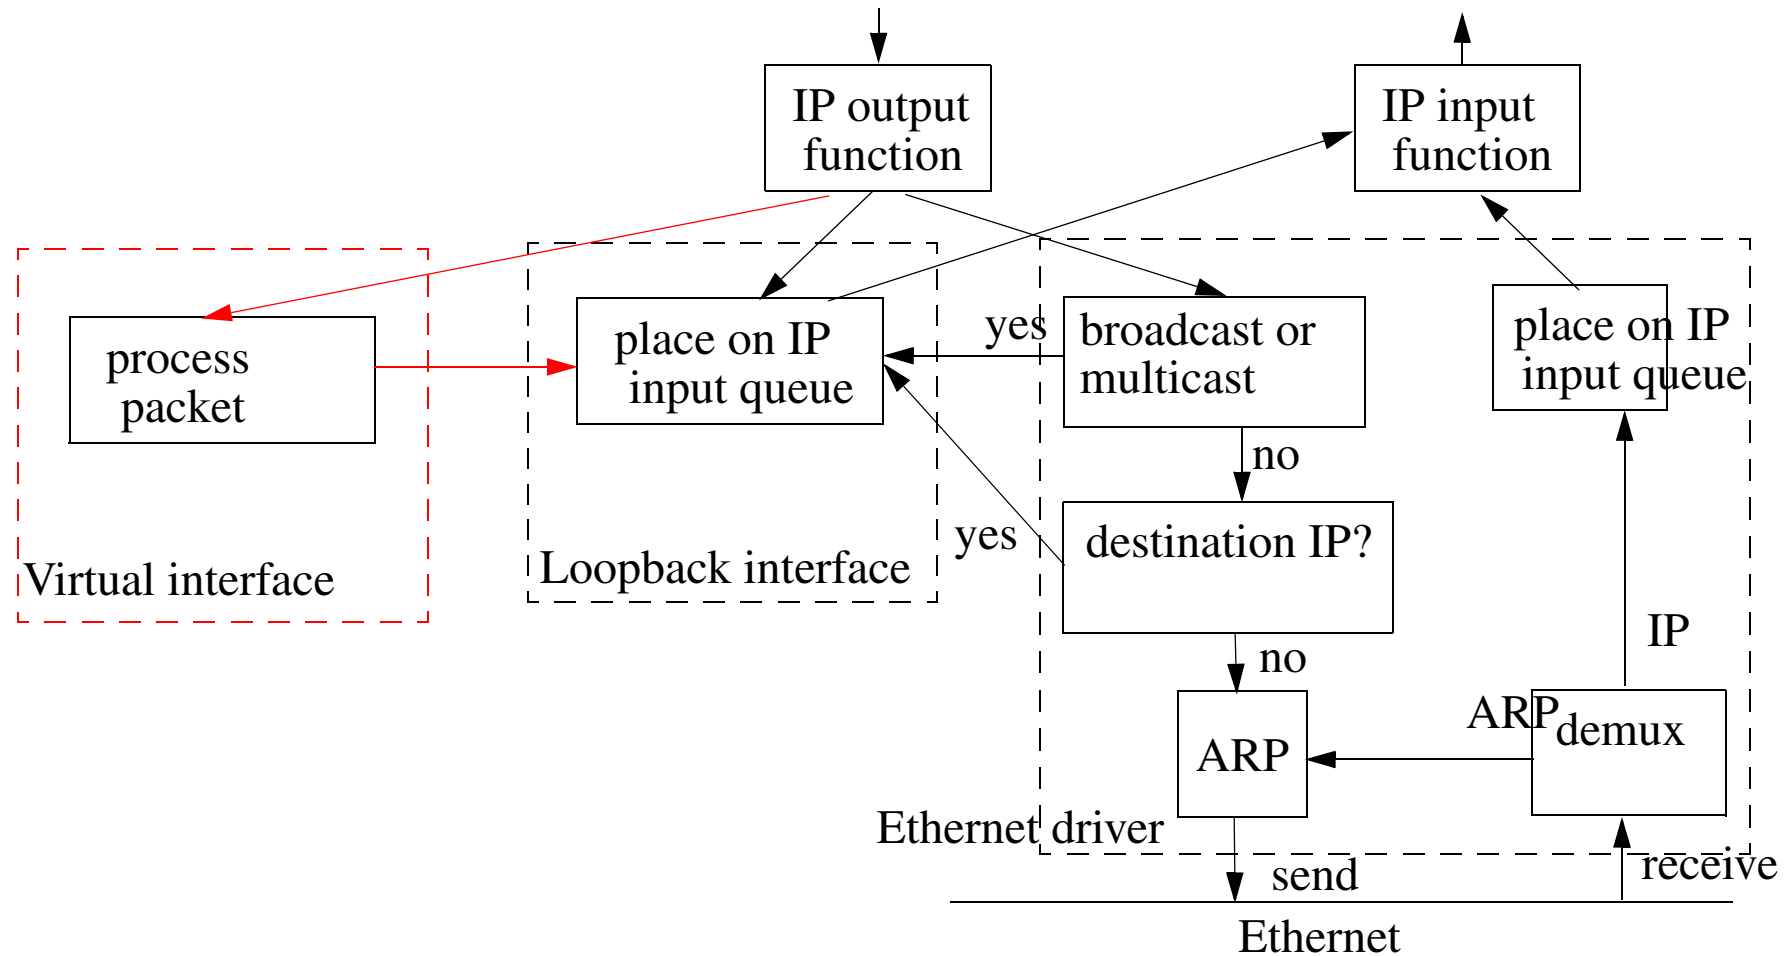 IP output
function
IP input
function
process
packet
Virtual interface
place on IP
input queue
Loopback interface
yes
broadcast or
multicast
no
yes
destination IP?
no
ARP
Ethernet driver
place on IP
input queue
IP
ARP
demux
send
receive
Ethernet